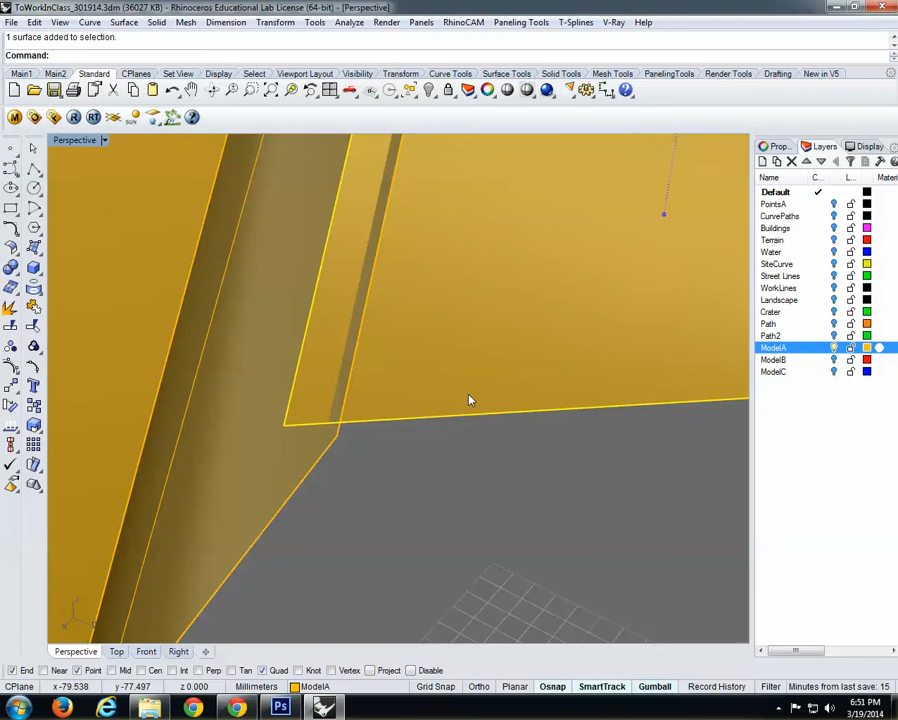 ToWorkInClass_301914.3dm (36027 KB) - Rhinoceros Educational Lab License (64-bit) - [Perspective]
File Edit View Curve Surface Solid Mesh Dimension Transform Tools Analyze Render Panels RhinoCAM Paneling Tools T-Splines V-Ray Help
1 surface added to selection.
Command:
Main1 Main2 Standard CPlanes Set View Display Select Viewport Layout Visibility Transform Curve Tools Surface Tools Solid Tools Mesh Tools PanelingTools Render Tools Drafting New in V5
Perspective
Prop... Layers Display
Name C... L... Materi
Default
PointsA
CurvePaths
Buildings
Terrain
Water
SiteCurve
Street Lines
WorkLines
Landscape
Crater
Path
Path2
ModelA
ModelB
ModelC
Perspective Top Front Right
End Near Point Mid Cen Int Perp Tan Quad Knot Vertex Project Disable
CPlane x -79.538 y -77.497 z 0.000 Millimeters ModelA Grid Snap Ortho Planar Osnap SmartTrack Gumball Record History Filter Minutes from last save: 15
6:51 PM
3/19/2014